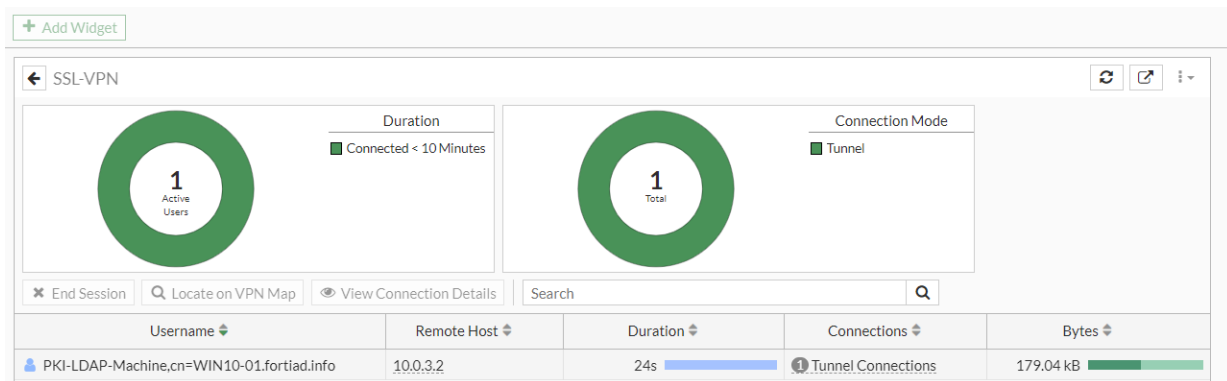 + Add Widget
SSL-VPN
Duration
Connected < 10 Minutes
1
Active
Users
Connection Mode
Tunnel
1
Total
End Session Locate on VPN Map View Connection Details Search
Username Remote Host Duration Connections Bytes
PKI-LDAP-Machine,cn=WIN10-01.fortiad.info 10.0.3.2 24s 1 Tunnel Connections 179.04 kB